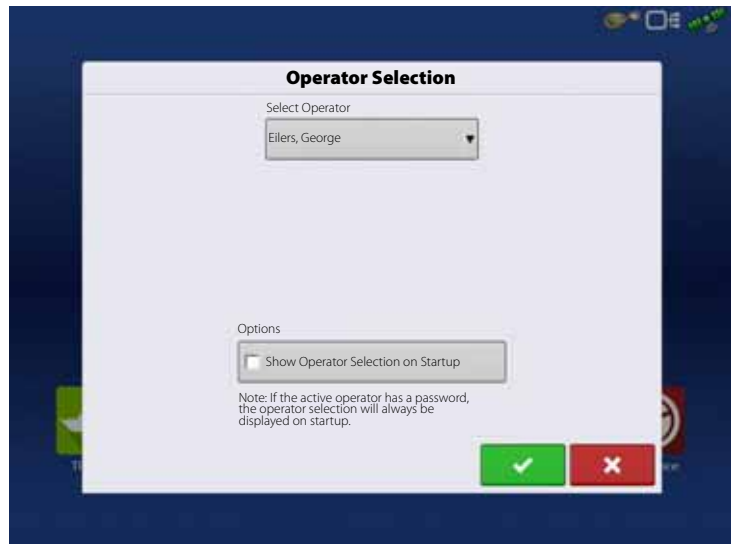 Operator Selection
Select Operator
Eilers, George
Options
Show Operator Selection on Startup
Note: If the active operator has a password,
the operator selection will always be
displayed on startup.